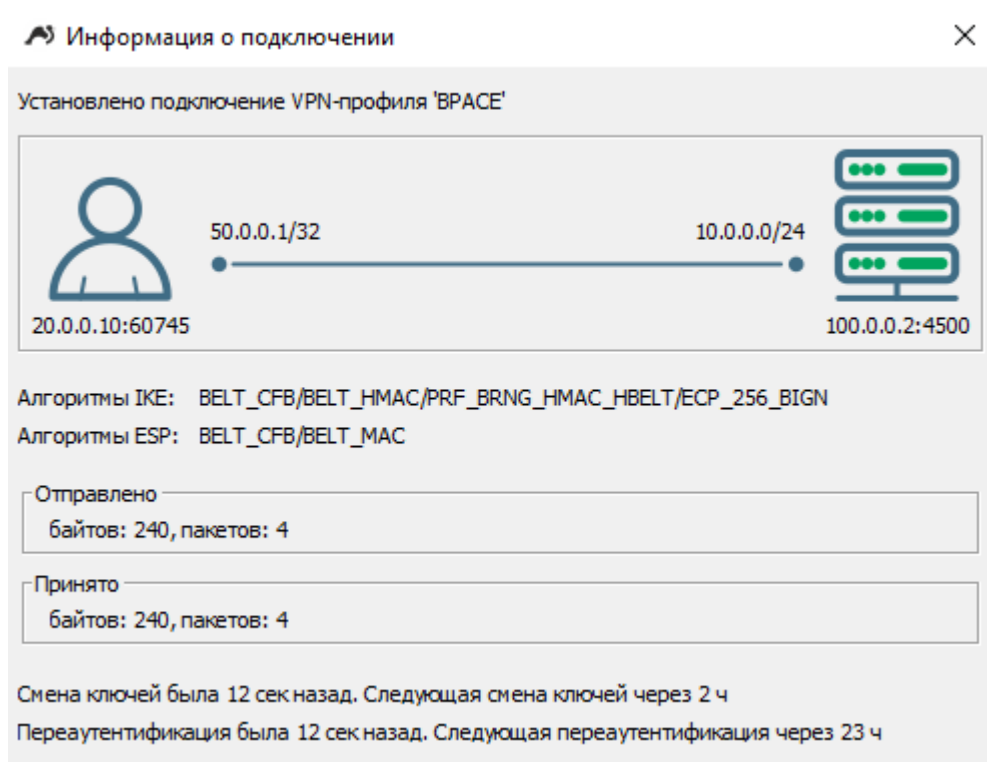 Информация о подключении
Установлено подключение VPN-профиля 'BPACE'
50.0.0.1/32 10.0.0.0/24
20.0.0.10:60745 100.0.0.2:4500
Алгоритмы IKE: BELT_CFB/BELT_HMAC/PRF_BRNG_HMAC_HBELT/ECP_256_BIGN
Алгоритмы ESP: BELT_CFB/BELT_MAC
Отправлено
байтов: 240, пакетов: 4
Принято
байтов: 240, пакетов: 4
Смена ключей была 12 сек назад. Следующая смена ключей через 2 ч
Переаутентификация была 12 сек назад. Следующая переаутентификация через 23 ч